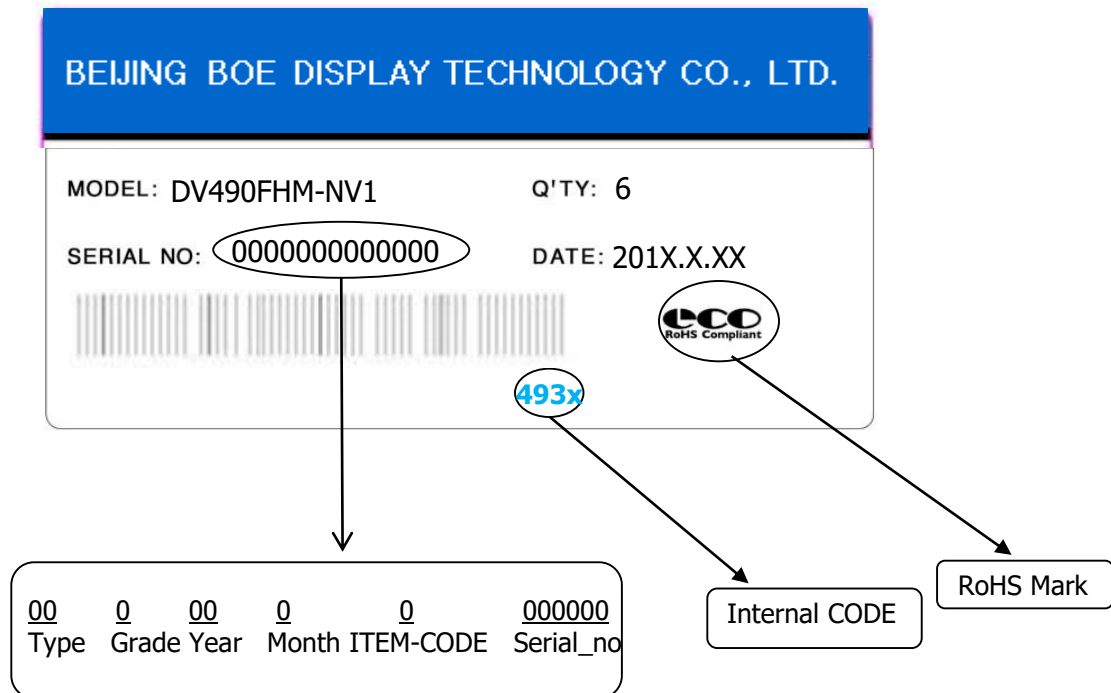 BEIJING BOE DISPLAY TECHNOLOGY CO., LTD.
MODEL: DV490FHM-NV1 Q'TY: 6
SERIAL NO: 0000000000000 DATE: 201X.X.XX
eco
RoHS Compliant
493x
RoHS Mark
Internal CODE
00 0 00 0 0 000000
Type Grade Year Month ITEM-CODE Serial_no